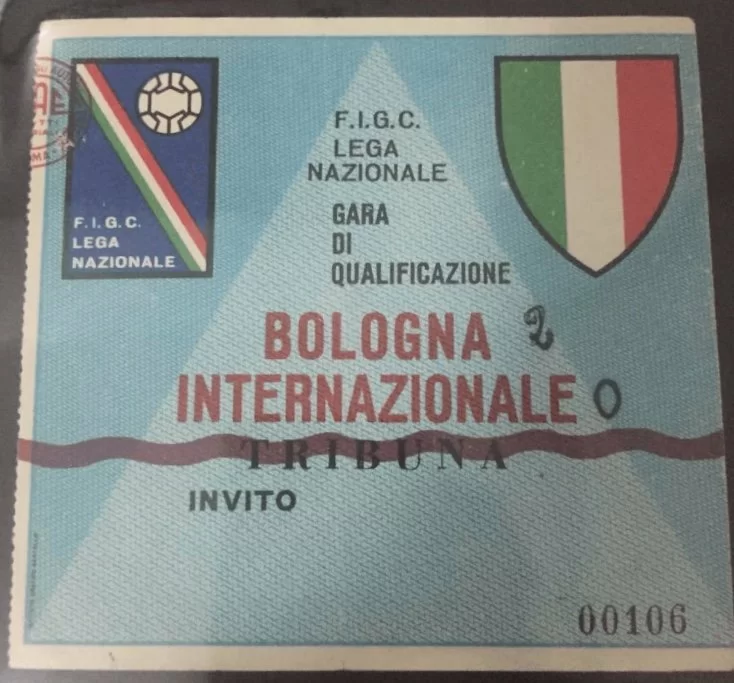 F.I.G.C.
LEGA
NAZIONALE
F.I.G.C.
LEGA
NAZIONALE
GARA
DI
QUALIFICAZIONE
BOLOGNA 2
INTERNAZIONALE 0
TRIBUNA
INVITO
00106